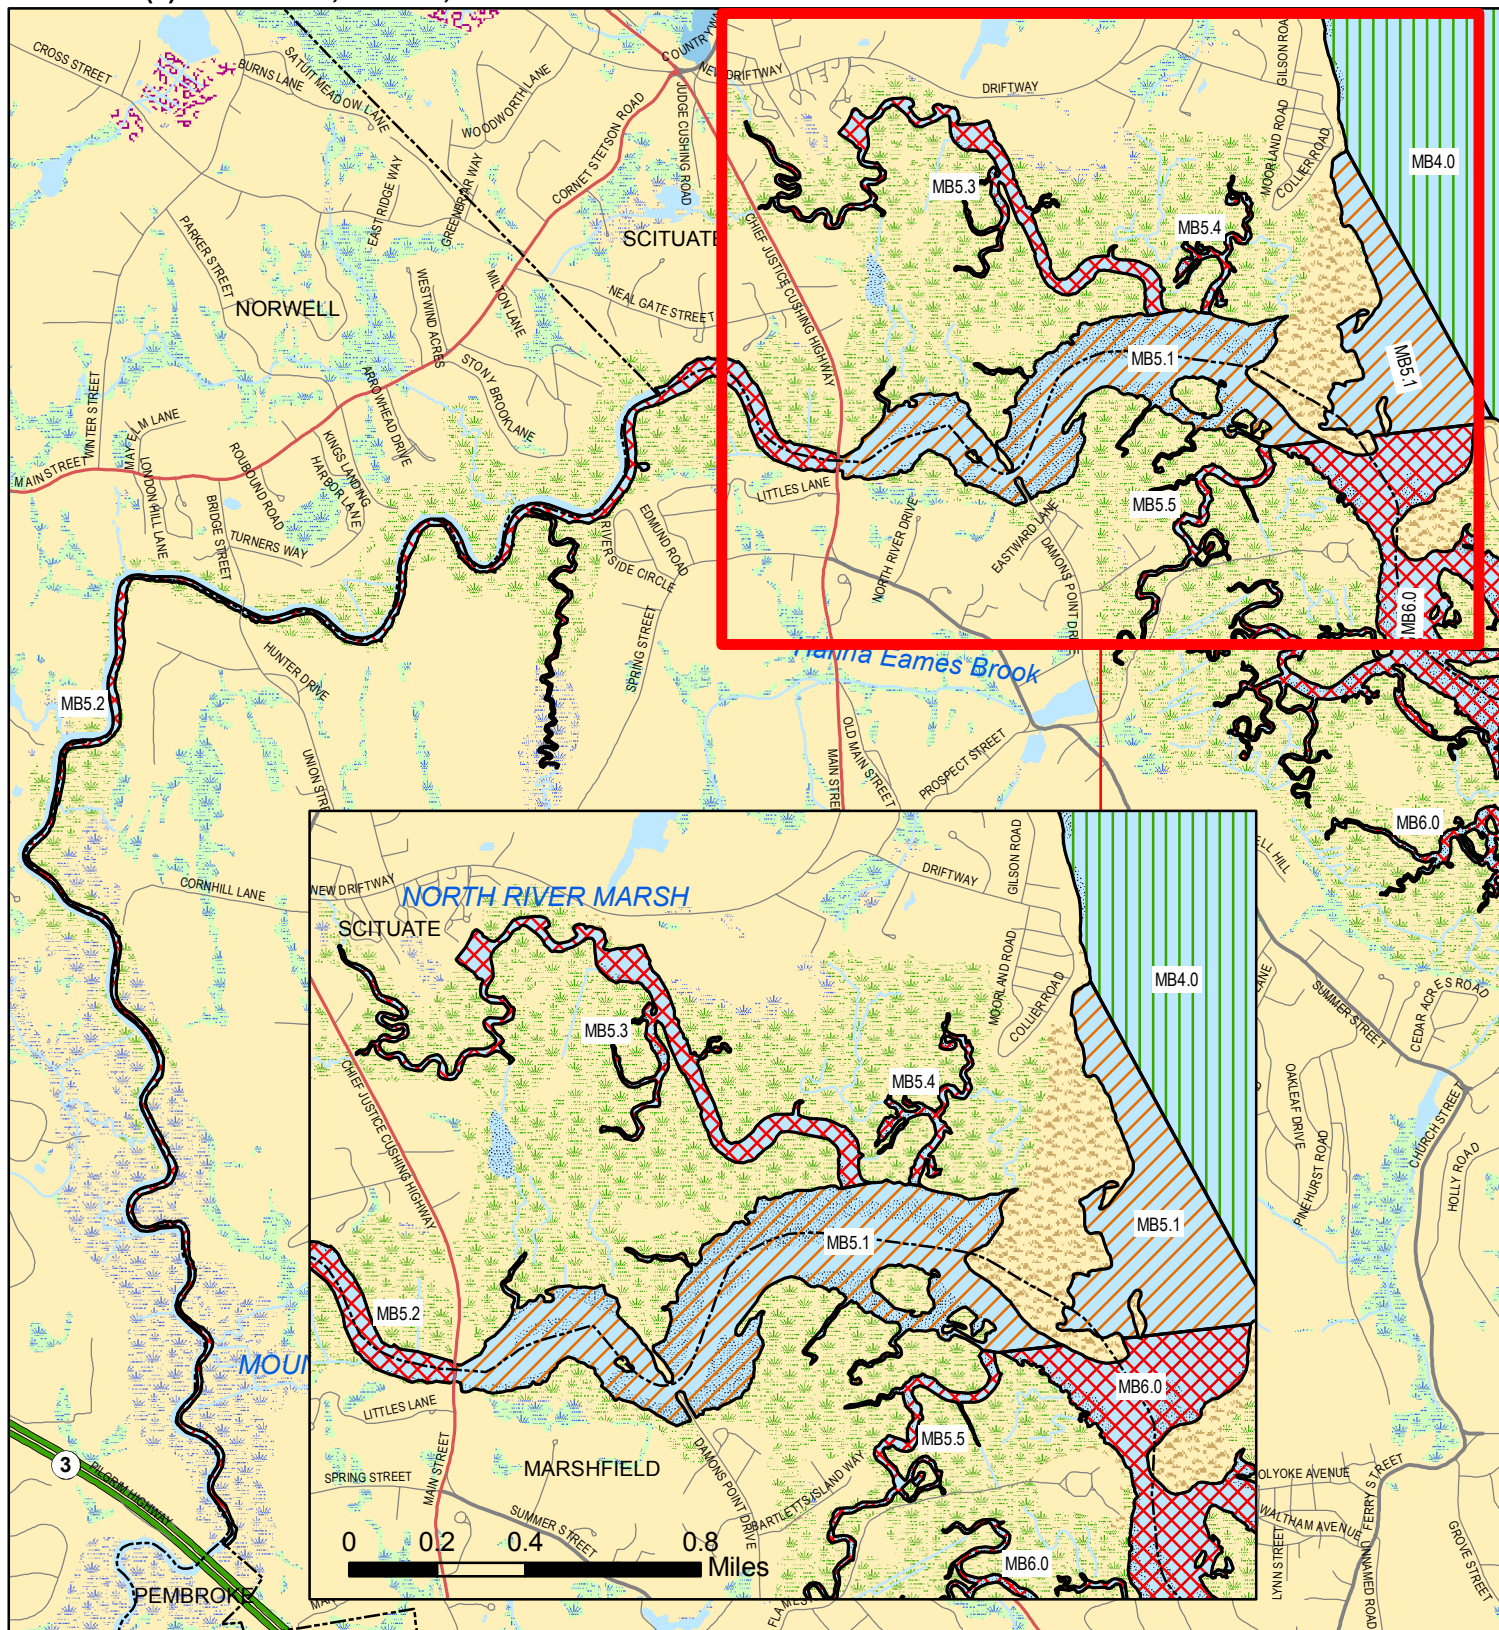 CROSS STREET
BURNS LANE
SATUIT MEADOW LANE
WOODWORTH LANE
NEW DRIFTWAY
DRIFTWAY
GILSON ROAD
MOORLAND ROAD
COLLIER ROAD
JUDGE CUSHING ROAD
CORNET STETSON ROAD
EAST RIDGE WAY
GREENBRIAR WAY
PARKER STREET
MB4.0
MB5.3
MB5.4
SCITUATE
CHIEF JUSTICE CUSHING HIGHWAY
NORWELL
WESTWIND ACRES
MILTON LANE
NEAL GATE STREET
STONY BROOK LANE
MB5.1
MB5.1
WINTER STREET
ARROWHEAD DRIVE
MAY ELM LANE
MAIN STREET
LONDON HILL LANE
ROUBOUND ROAD
KINGS LANDING
HARBOR LANE
BRIDGE STREET
TURNERS WAY
LITTLES LANE
MB5.5
EDMUND ROAD
RIVERSIDE CIRCLE
NORTH RIVER DRIVE
EASTWARD LANE
DAMONS POINT DRIVE
MB6.0
SPRING STREET
HUNTER DRIVE
Hanna Eames Brook
MB5.2
UNION STRE
OLD MAIN STREET
MAIN STREET
PROSPECT STREET
MB6.0
ELL HILL
CORNHILL LANE
NEW DRIFTWAY
NORTH RIVER MARSH
SCITUATE
DRIFTWAY
GILSON ROAD
MOORLAND ROAD
COLLIER ROAD
MB4.0
MB5.3
MB5.4
LANE
SUMMER STREET
CEDAR ACRES ROAD
CHIEF JUSTICE CUSHING HIGHWAY
OAKLEAF DRIVE
PINEHURST ROAD
CHURCH STREET
HOLLY ROAD
MB5.1
MB5.1
MB5.2
MOUN
LITTLES LANE
MB6.0
MB5.5
MARSHFIELD
SPRING STREET
MAIN STREET
SUMMER STREET
DAMONS POINT DRIVE
BARTLETTS ISLAND WAY
OLYOKE AVENUE
WALTHAM AVENUE
FERRY STREET
GROVE STREET
LYNN STREET
UNNAMED ROAD
3
PILGRIM HIGHWAY
PEMBROKE
0 0.2 0.4 0.8
Miles
MB6.0